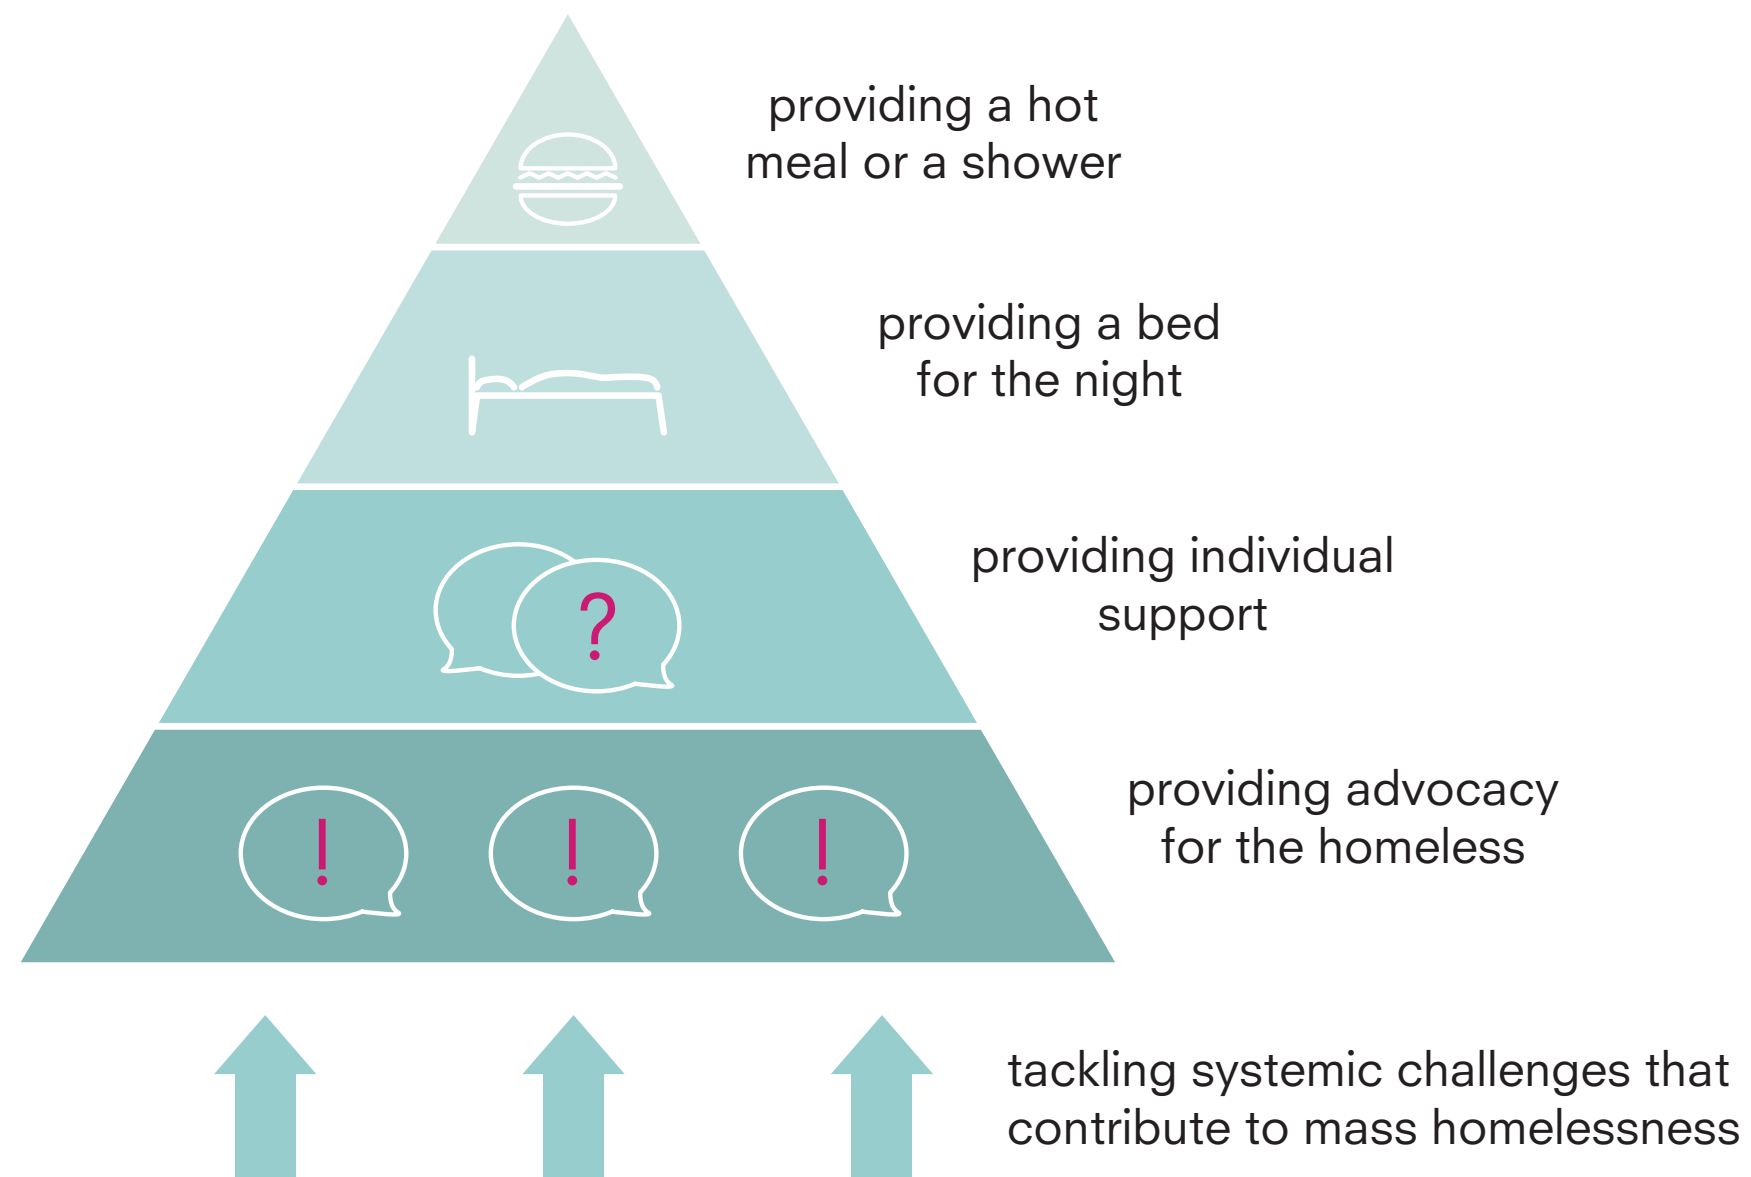 providing a hot
meal or a shower
providing a bed
for the night
providing individual
support
?
providing advocacy
for the homeless
! ! !
tackling systemic challenges that
contribute to mass homelessness